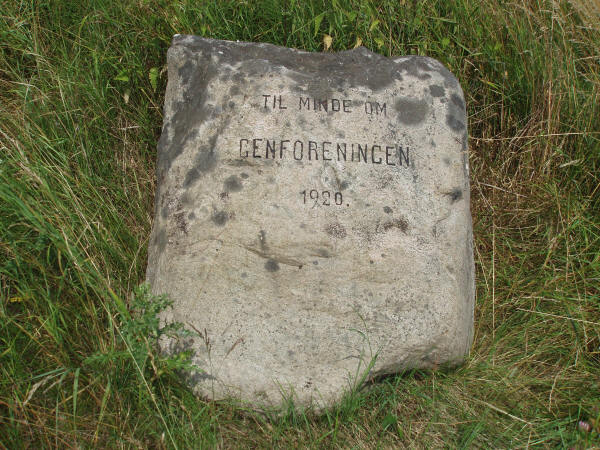 TIL MINDE OM
GENFORENINGEN
1920.